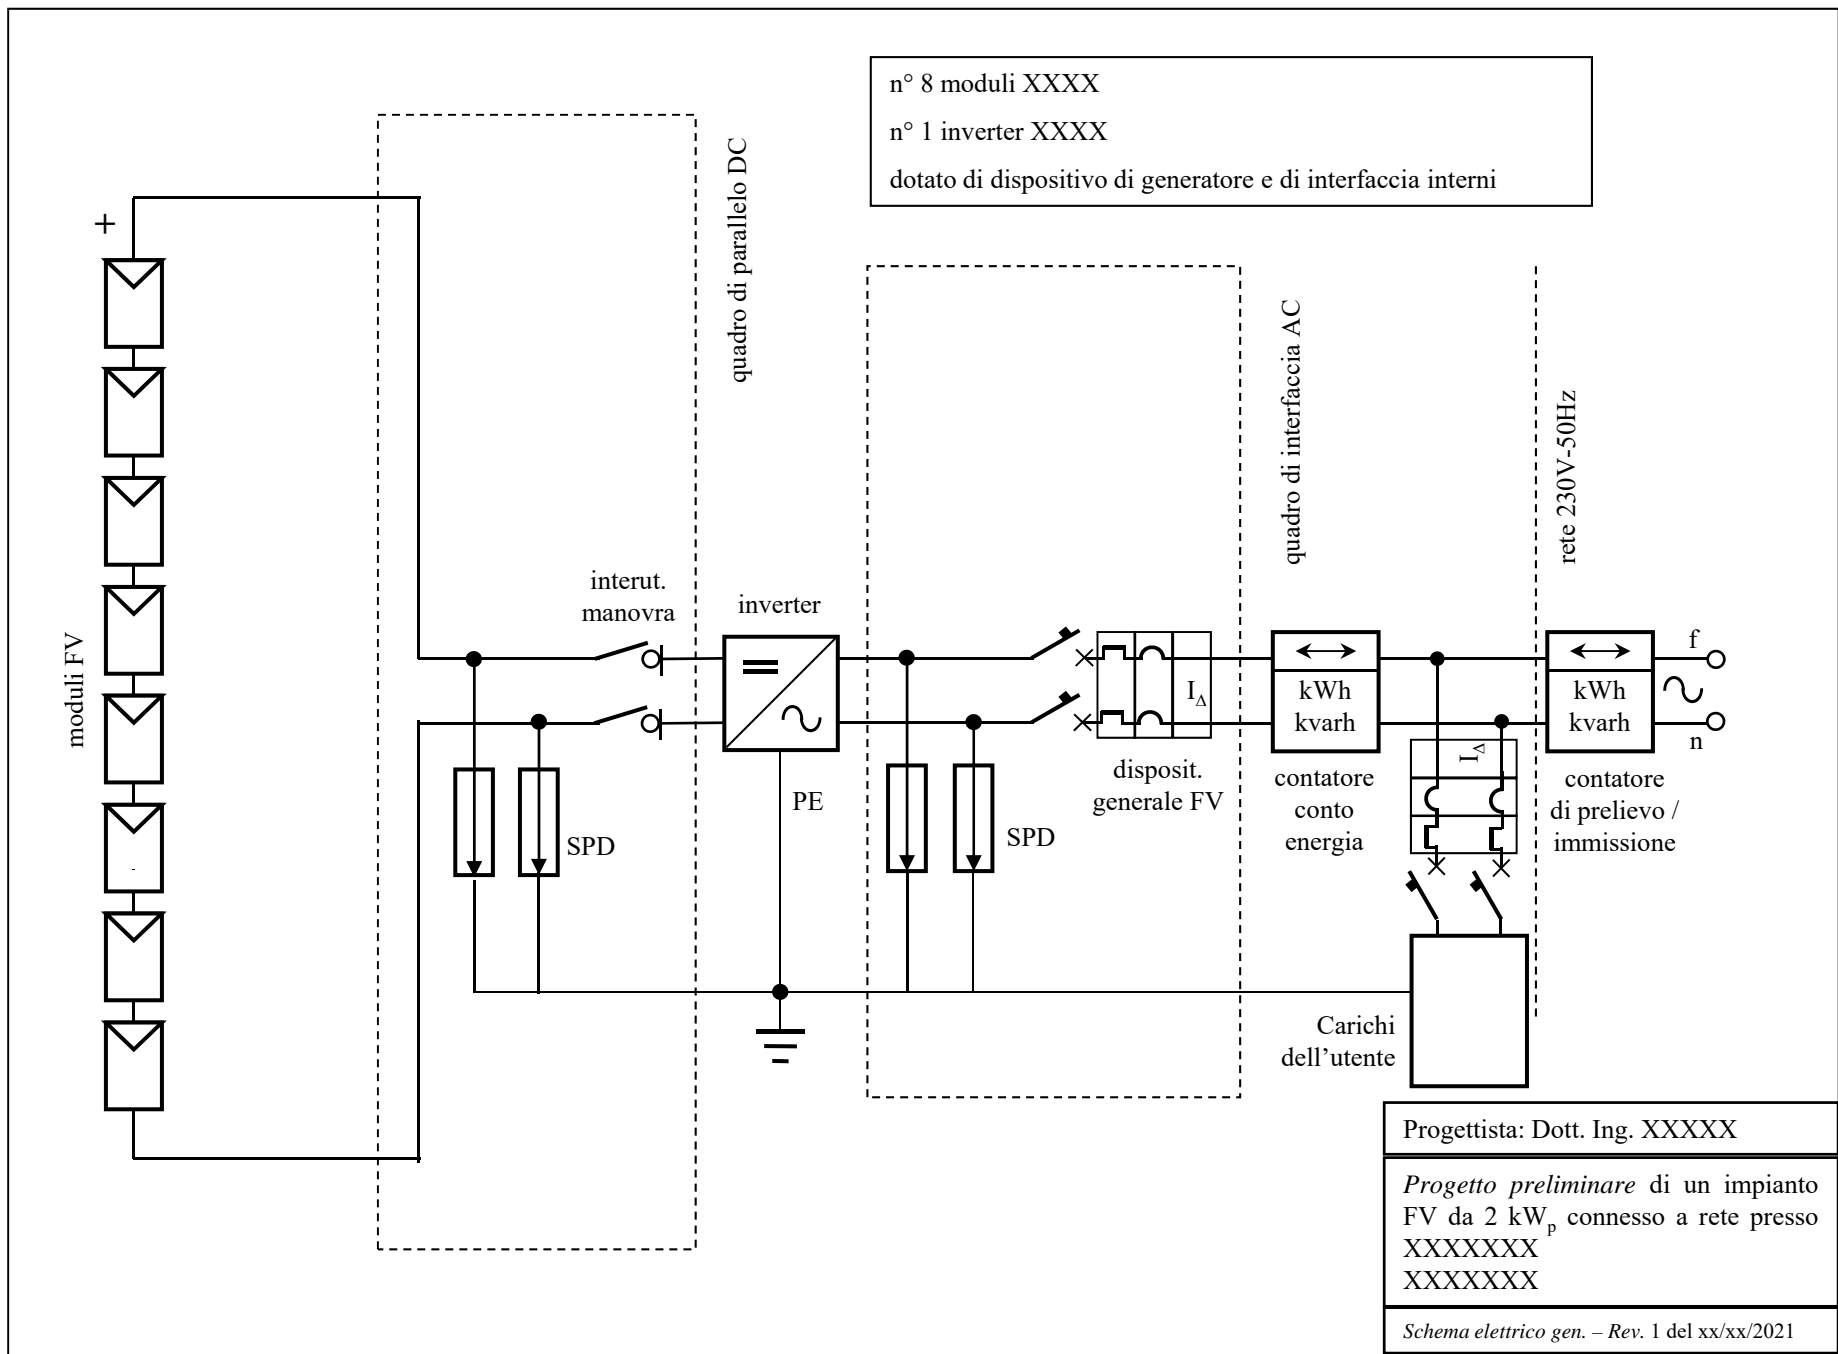 n° 8 moduli XXXX
n° 1 inverter XXXX
dotato di dispositivo di generatore e di interfaccia interni
quadro di parallelo DC
quadro di interfaccia AC
rete 230V-50Hz
+
moduli FV
interut.
manovra
inverter
PE
SPD
SPD
I∆
disposit.
generale FV
kWh
kvarh
contatore
conto
energia
I∆
kWh
kvarh
contatore
di prelievo /
immissione
f
n
Carichi
dell’utente
Progettista: Dott. Ing. XXXXX
Progetto preliminare di un impianto
FV da 2 kWp connesso a rete presso
XXXXXXX
XXXXXXX
Schema elettrico gen. – Rev. 1 del xx/xx/2021